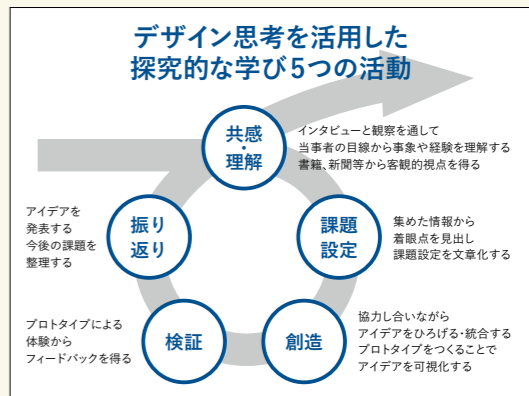 デザイン思考を活用した
探究的な学び5つの活動
共感
・
理解
インタビューと観察を通して
当事者の目線から事象や経験を理解する
書籍、新聞等から客観的視点を得る
課題
設定
集めた情報から
着眼点を見出し
課題設定を文章化する
創造
協力し合いながら
アイデアをひろげる・統合する
プロトタイプをつくることで
アイデアを可視化する
検証
プロトタイプによる
体験から
フィードバックを得る
振り
返り
アイデアを
発表する
今後の課題を
整理する